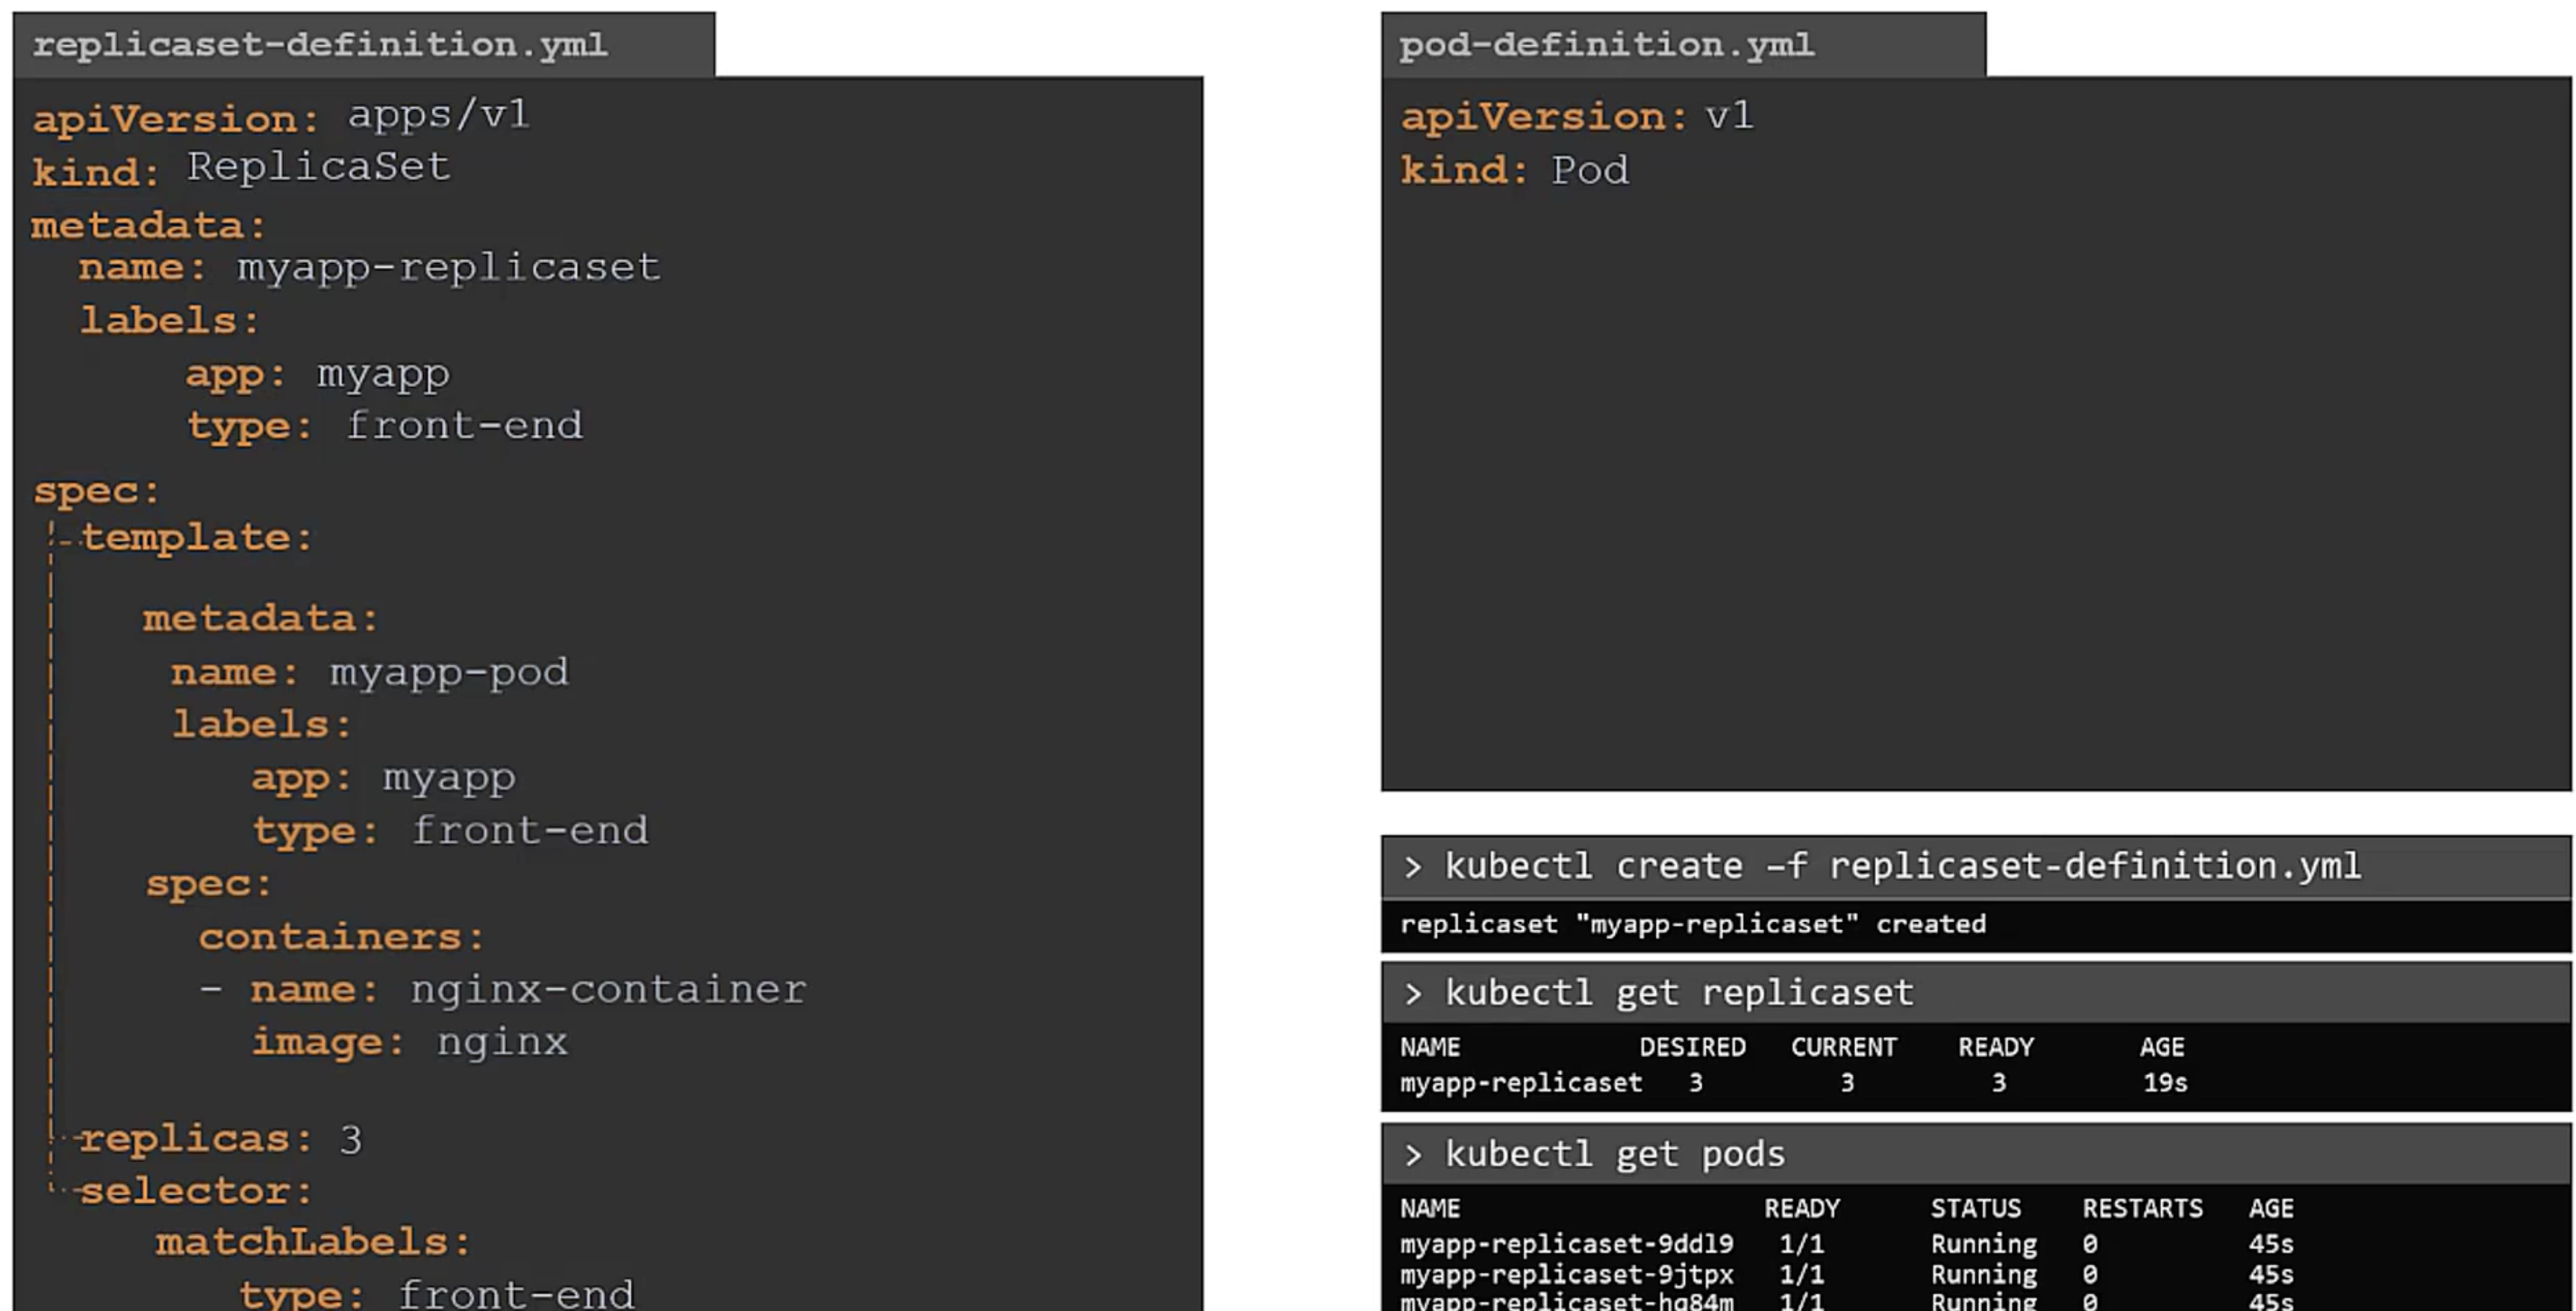 replicaset-definition.yml
apiVersion: apps/v1
kind: ReplicaSet
metadata:
name: myapp-replicaset
labels:
app: myapp
type: front-end
spec:
template:
metadata:
name: myapp-pod
labels:
app: myapp
type: front-end
spec:
containers:
- name: nginx-container
image: nginx
replicas: 3
selector:
matchLabels:
type: front-end
pod-definition.yml
apiVersion: v1
kind: Pod
> kubectl create –f replicaset-definition.yml
replicaset "myapp-replicaset" created
> kubectl get replicaset
NAME DESIRED CURRENT READY AGE
myapp-replicaset 3 3 3 19s
> kubectl get pods
NAME READY STATUS RESTARTS AGE
myapp-replicaset-9ddl9 1/1 Running 0 45s
myapp-replicaset-9jtpx 1/1 Running 0 45s
myapp-replicaset-hq84m 1/1 Running 0 45s